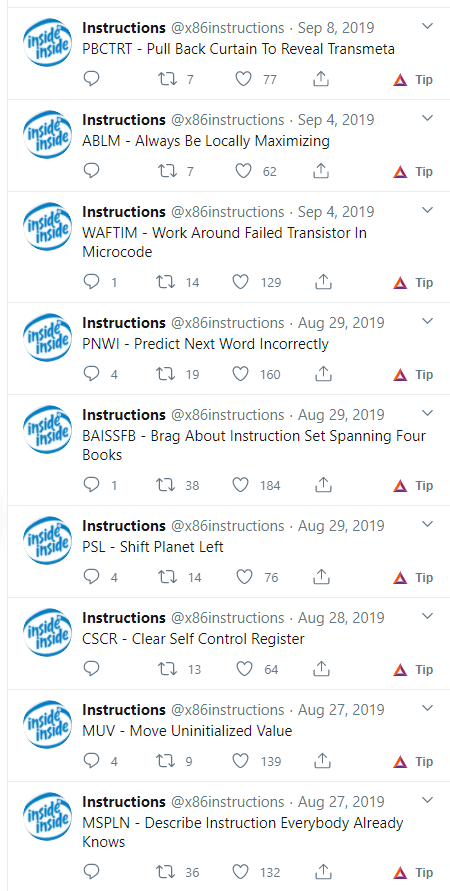 inside inside
Instructions @x86instructions · Sep 8, 2019
PBCTRT - Pull Back Curtain To Reveal Transmeta
7 77 Tip
inside inside
Instructions @x86instructions · Sep 4, 2019
ABLM - Always Be Locally Maximizing
7 62 Tip
inside inside
Instructions @x86instructions · Sep 4, 2019
WAFTIM - Work Around Failed Transistor In
Microcode
1 14 129 Tip
inside inside
Instructions @x86instructions · Aug 29, 2019
PNWI - Predict Next Word Incorrectly
4 19 160 Tip
inside inside
Instructions @x86instructions · Aug 29, 2019
BAISSFB - Brag About Instruction Set Spanning Four
Books
1 38 184 Tip
inside inside
Instructions @x86instructions · Aug 29, 2019
PSL - Shift Planet Left
4 14 76 Tip
inside inside
Instructions @x86instructions · Aug 28, 2019
CSCR - Clear Self Control Register
13 64 Tip
inside inside
Instructions @x86instructions · Aug 27, 2019
MUV - Move Uninitialized Value
4 9 139 Tip
inside inside
Instructions @x86instructions · Aug 27, 2019
MSPLN - Describe Instruction Everybody Already
Knows
36 132 Tip